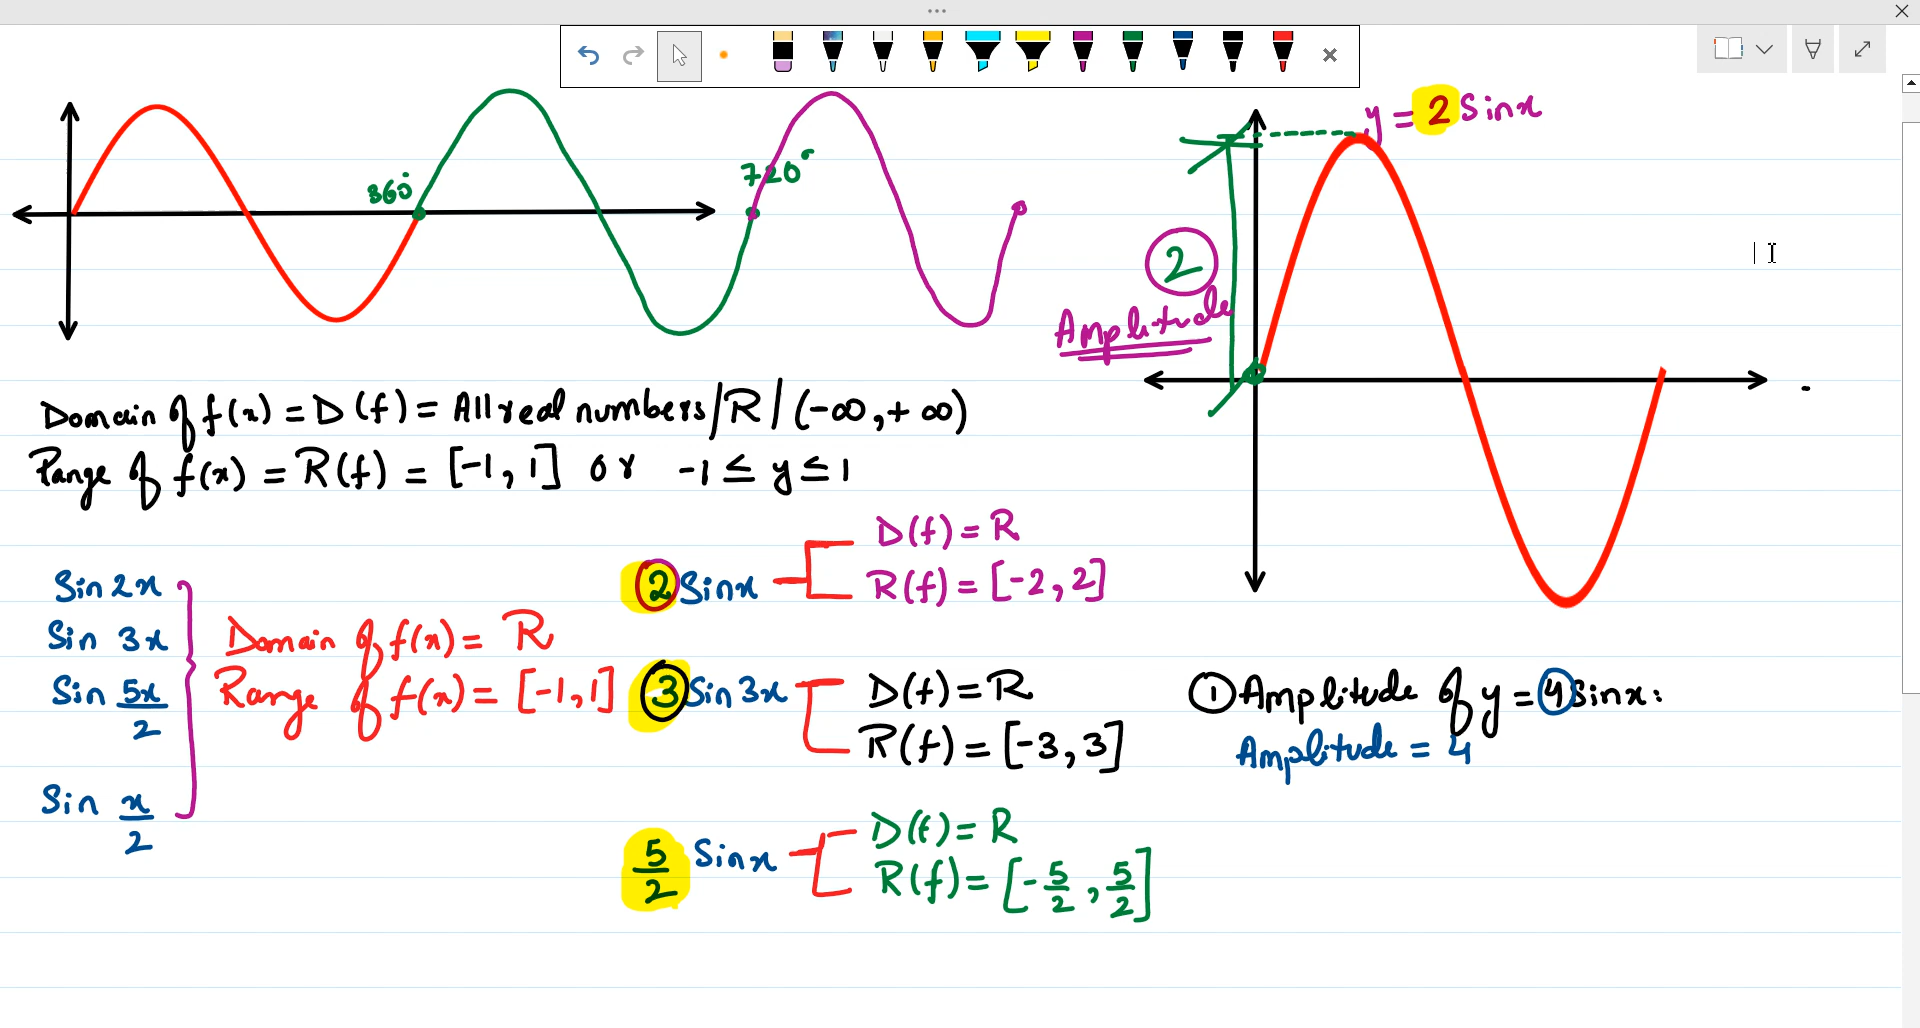 y = 2 Sinx
360°
720°
2
Amplitude
Domain of f(x) = D(f) = All real numbers/R/(-∞,+∞)
Range of f(x) = R(f) = [-1, 1] or -1 ≤ y ≤ 1
Sin 2x
Sin 3x
Sin 5x/2
Sin x/2
Domain of f(x) = R
Range of f(x) = [-1,1]
2 Sinx
D(f) = R
R(f) = [-2, 2]
3 Sin 3x
D(f) = R
R(f) = [-3, 3]
5/2 Sinx
D(f) = R
R(f) = [-5/2, 5/2]
① Amplitude of y = 4 Sinx:
Amplitude = 4